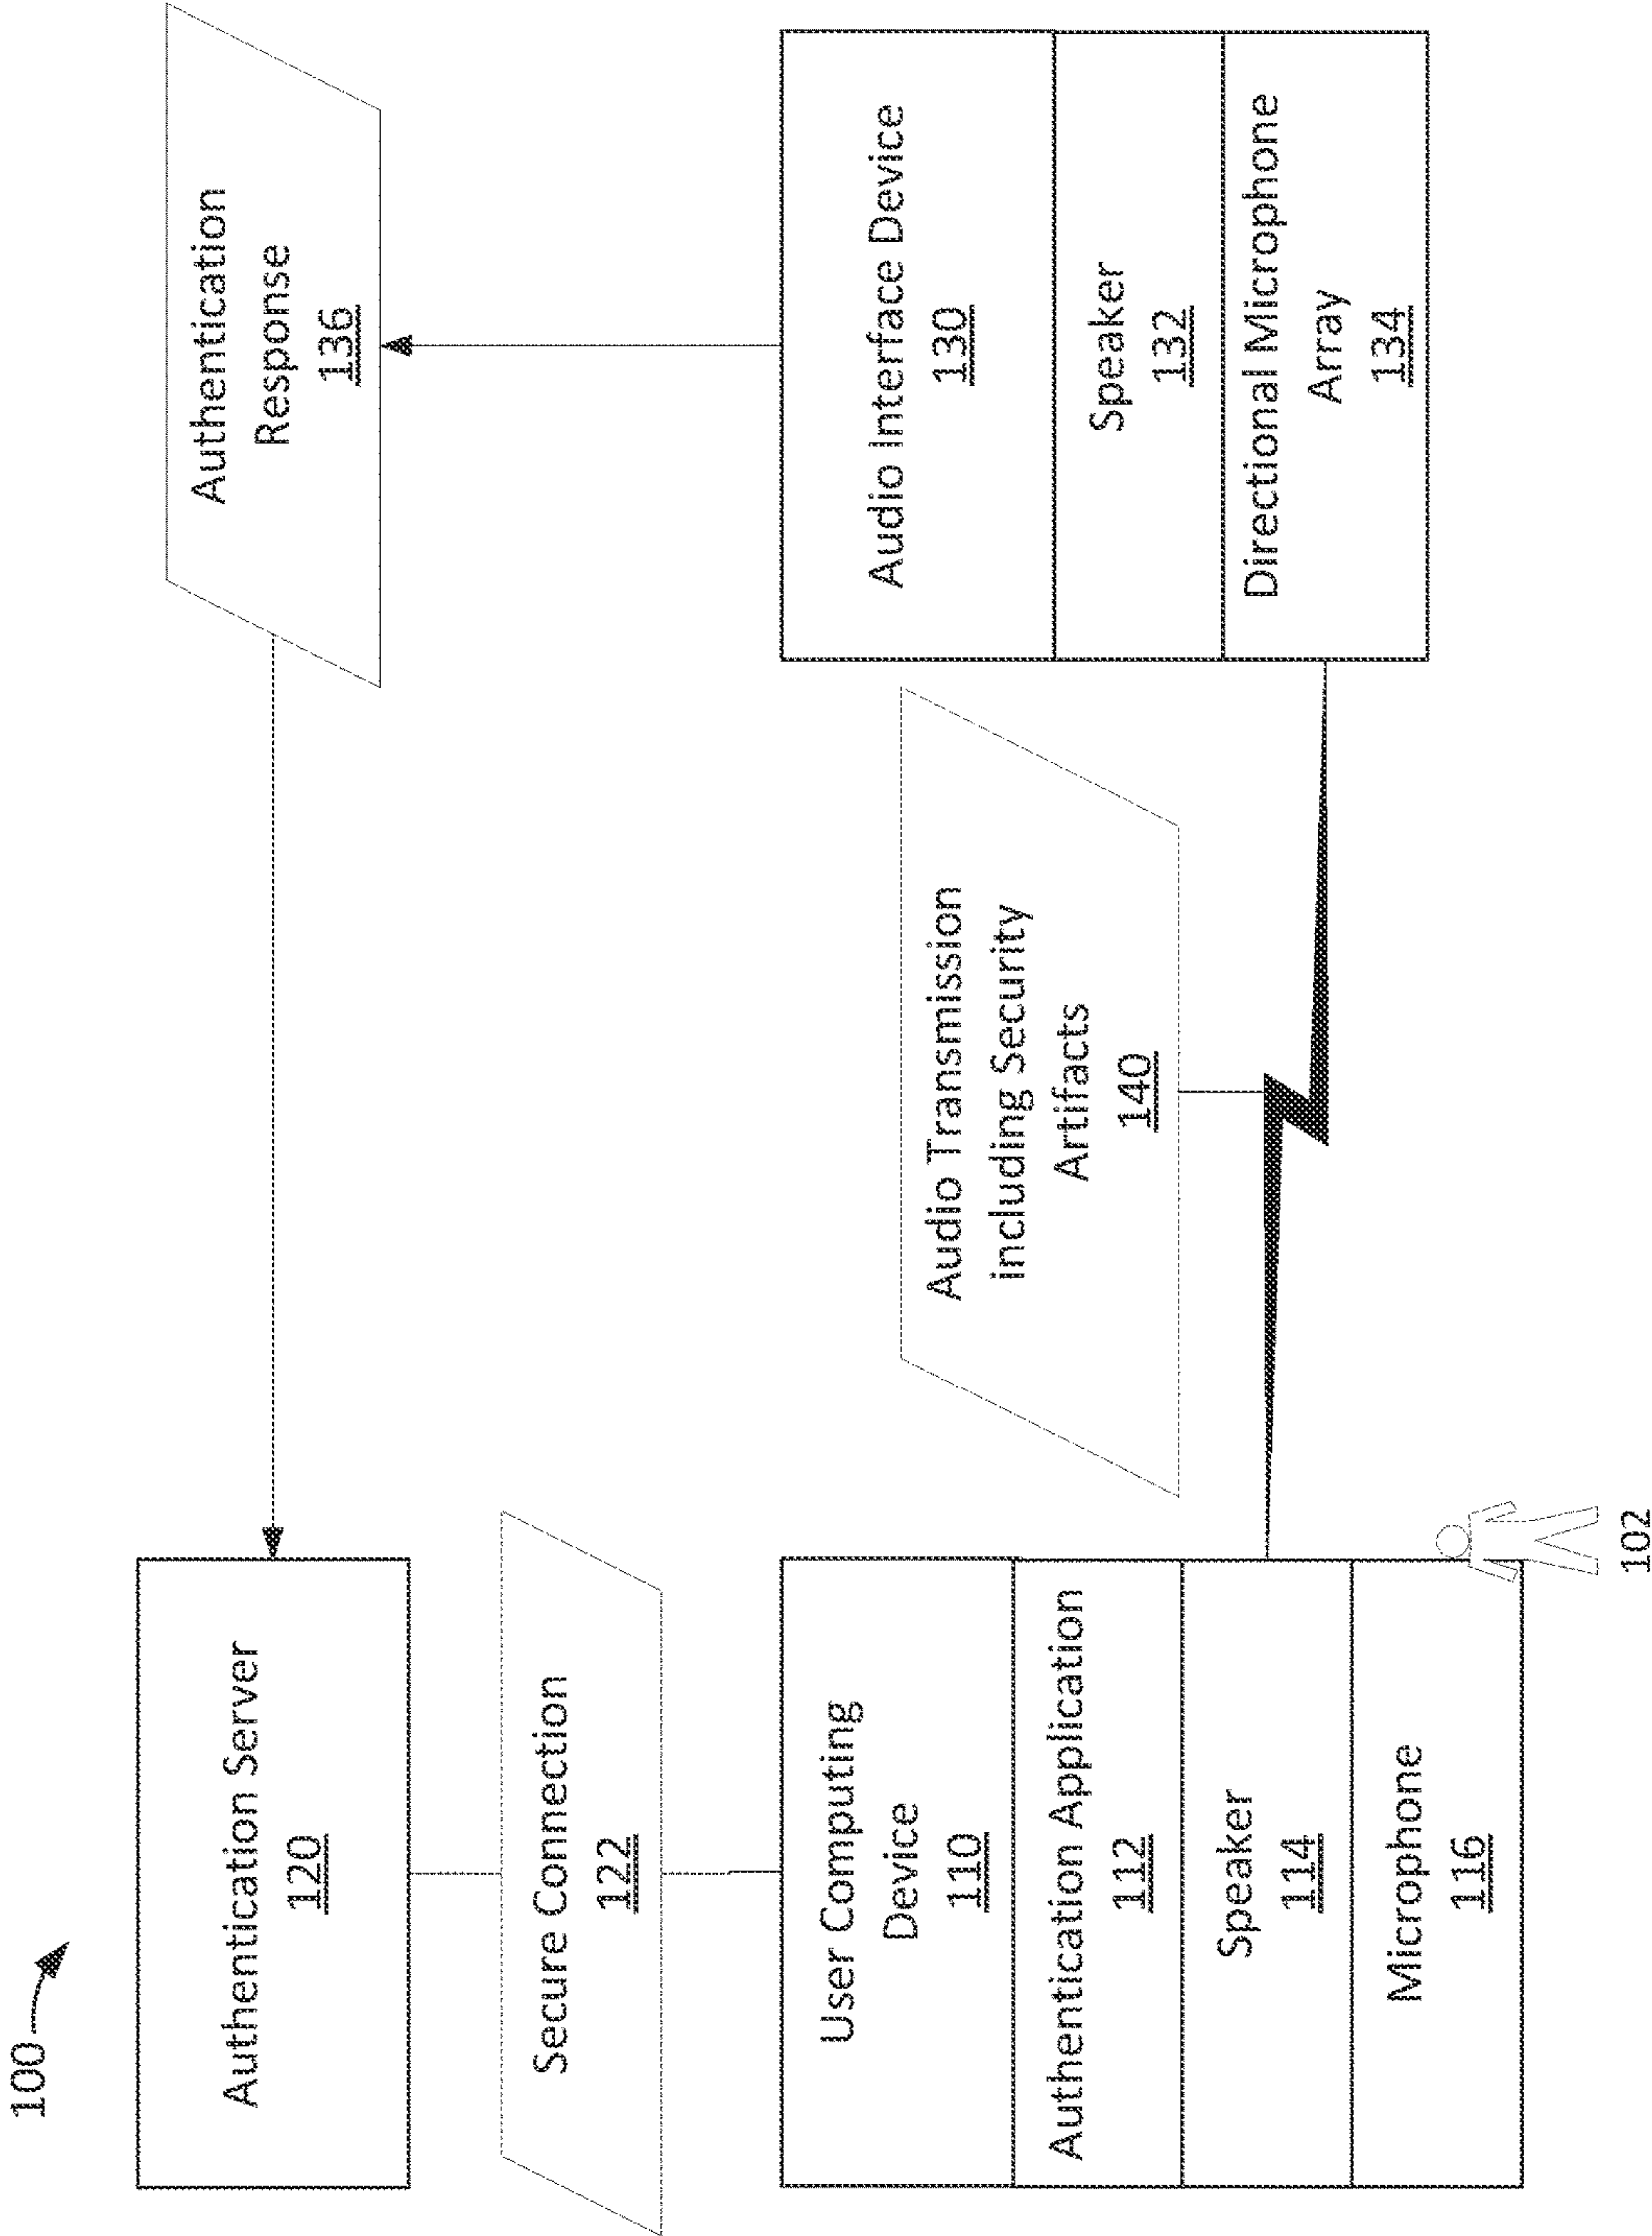 100
Authentication Server
120
Secure Connection
122
User Computing
Device
110
Authentication Application
112
Speaker
114
Microphone
116
102
Audio Transmission
including Security
Artifacts
140
Authentication
Response
136
Audio Interface Device
130
Speaker
132
Directional Microphone
Array
134